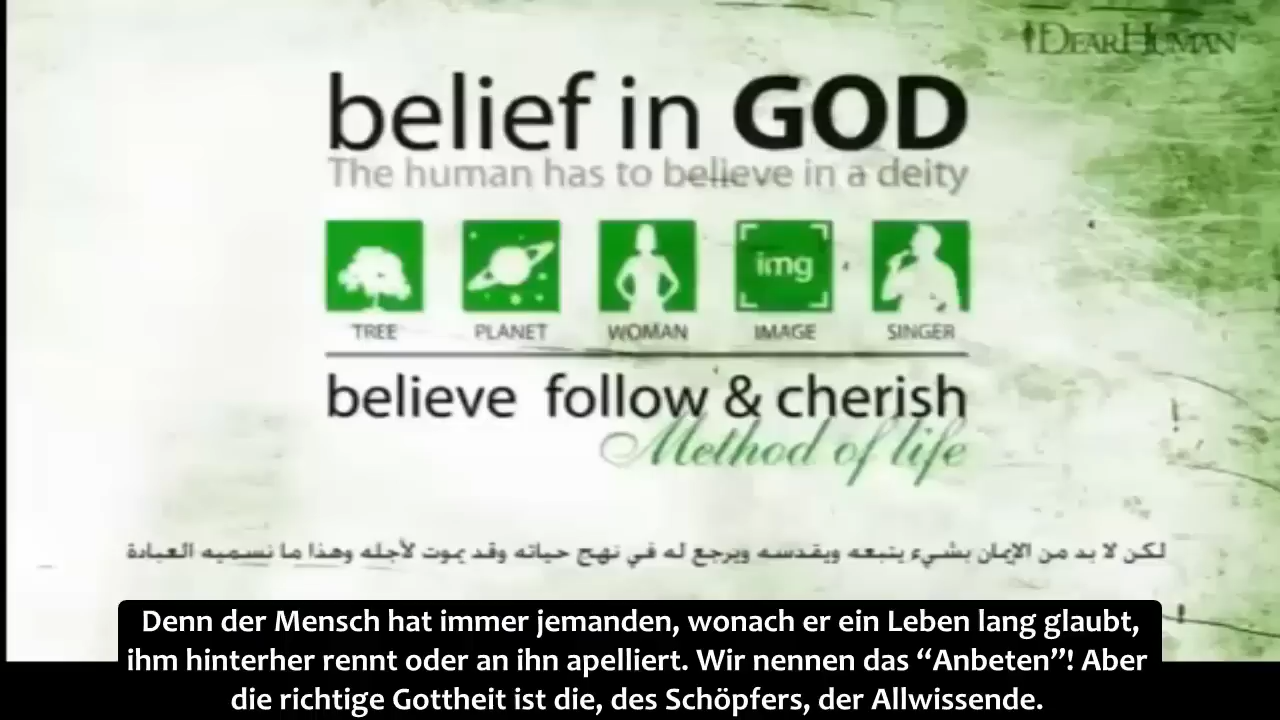 DEARHUMAN
belief in GOD
The human has to believe in a deity
img
TREE PLANET WOMAN IMAGE SINGER
believe follow & cherish
Method of life
لكن لا بد من الإيمان بشيء يتبعه ويقدسه ويرجع له في نهج حياته وقد يموت لأجله وهذا ما نسميه العبادة
Denn der Mensch hat immer jemanden, wonach er ein Leben lang glaubt,
ihm hinterher rennt oder an ihn apelliert. Wir nennen das “Anbeten”! Aber
die richtige Gottheit ist die, des Schöpfers, der Allwissende.